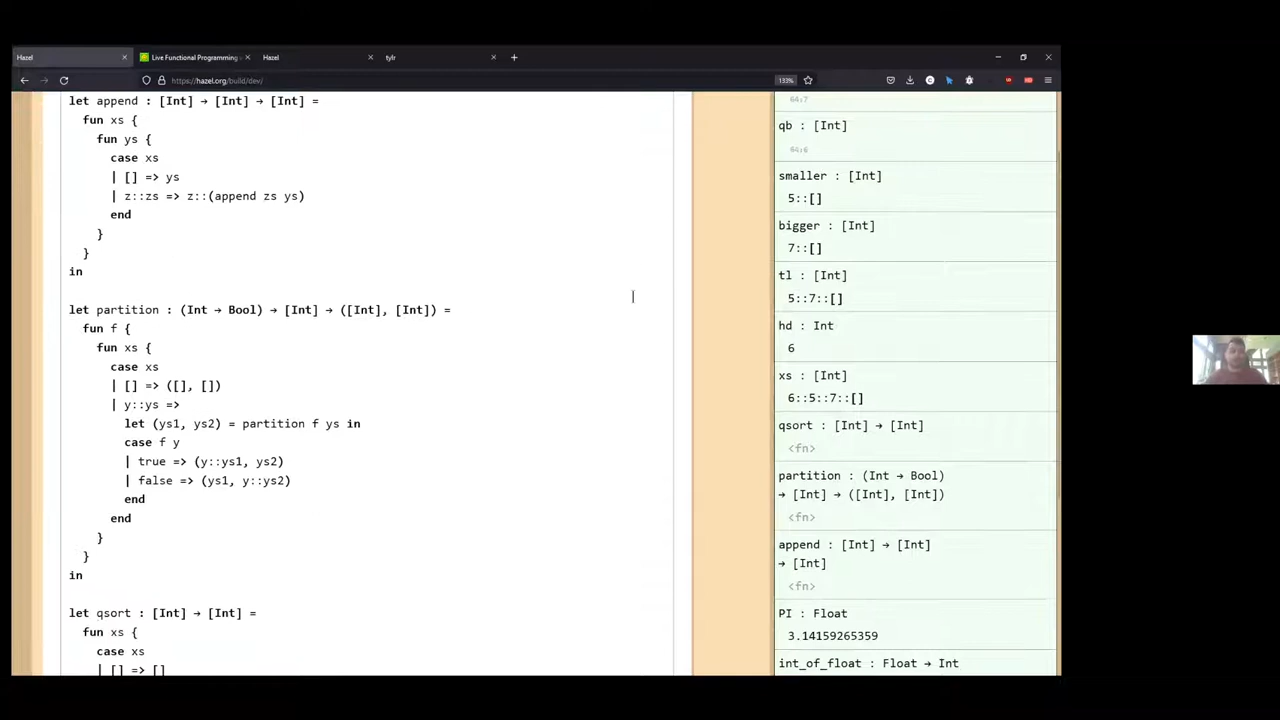 Hazel
Live Functional Programming
Hazel
tylr
https://hazel.org/build/dev/
133%
let append : [Int] → [Int] → [Int] =
fun xs {
fun ys {
case xs
| [] => ys
| z::zs => z::(append zs ys)
end
}
}
in
let partition : (Int → Bool) → [Int] → ([Int], [Int]) =
fun f {
fun xs {
case xs
| [] => ([], [])
| y::ys =>
let (ys1, ys2) = partition f ys in
case f y
| true => (y::ys1, ys2)
| false => (ys1, y::ys2)
end
end
}
}
in
let qsort : [Int] → [Int] =
fun xs {
case xs
| [] => []
64:7
qb : [Int]
64:6
smaller : [Int]
5::[]
bigger : [Int]
7::[]
tl : [Int]
5::7::[]
hd : Int
6
xs : [Int]
6::5::7::[]
qsort : [Int] → [Int]
<fn>
partition : (Int → Bool)
→ [Int] → ([Int], [Int])
<fn>
append : [Int] → [Int]
→ [Int]
<fn>
PI : Float
3.14159265359
int_of_float : Float → Int